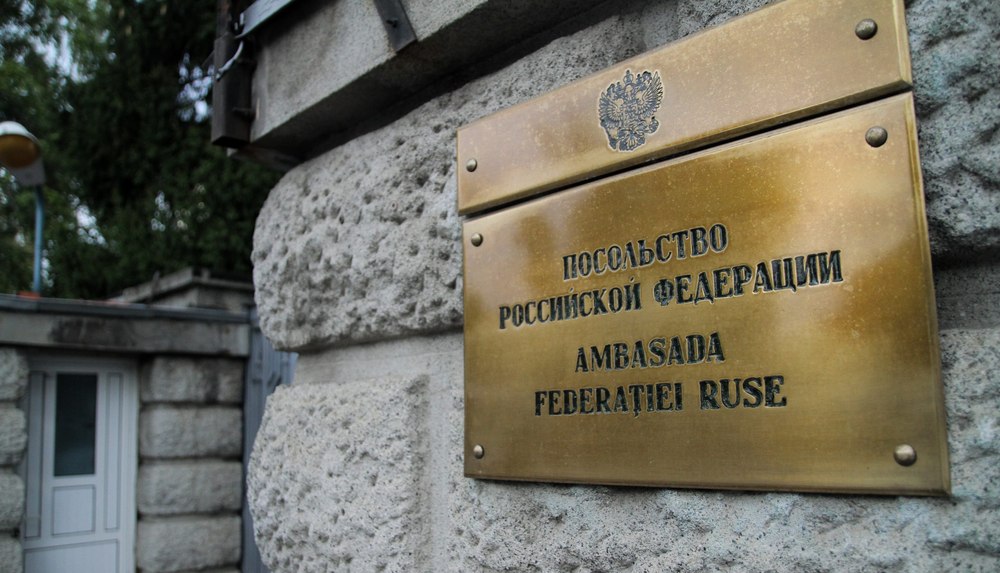 ПОСОЛЬСТВО
РОССИЙСКОЙ ФЕДЕРАЦИИ
AMBASADA
FEDERAŢIEI RUSE